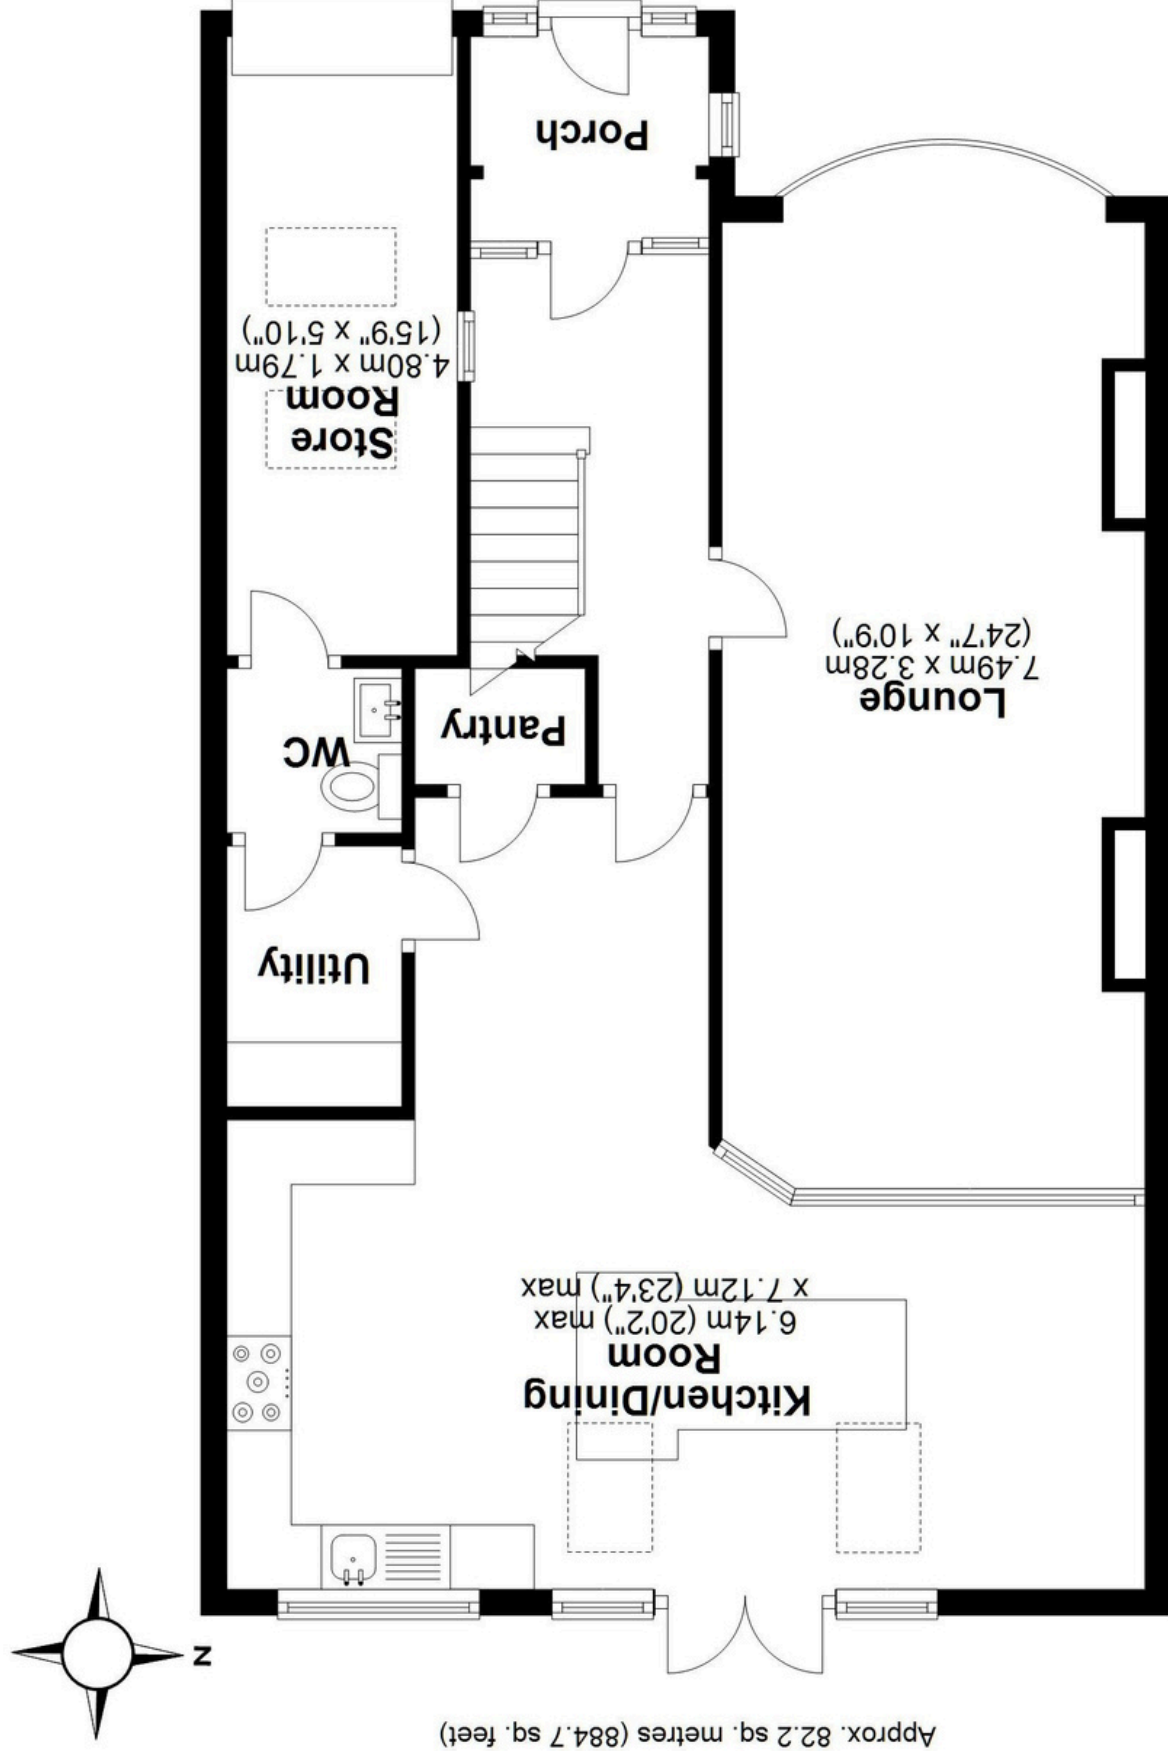 Approx. 82.2 sq. metres (884.7 sq. feet)
N
Kitchen/Dining
Room
6.14m (20'2") max
x 7.12m (23'4") max
Utility
WC
Pantry
Lounge
7.49m x 3.28m
(24'7" x 10'9")
Store
Room
4.80m x 1.79m
(15'9" x 5'10")
Porch